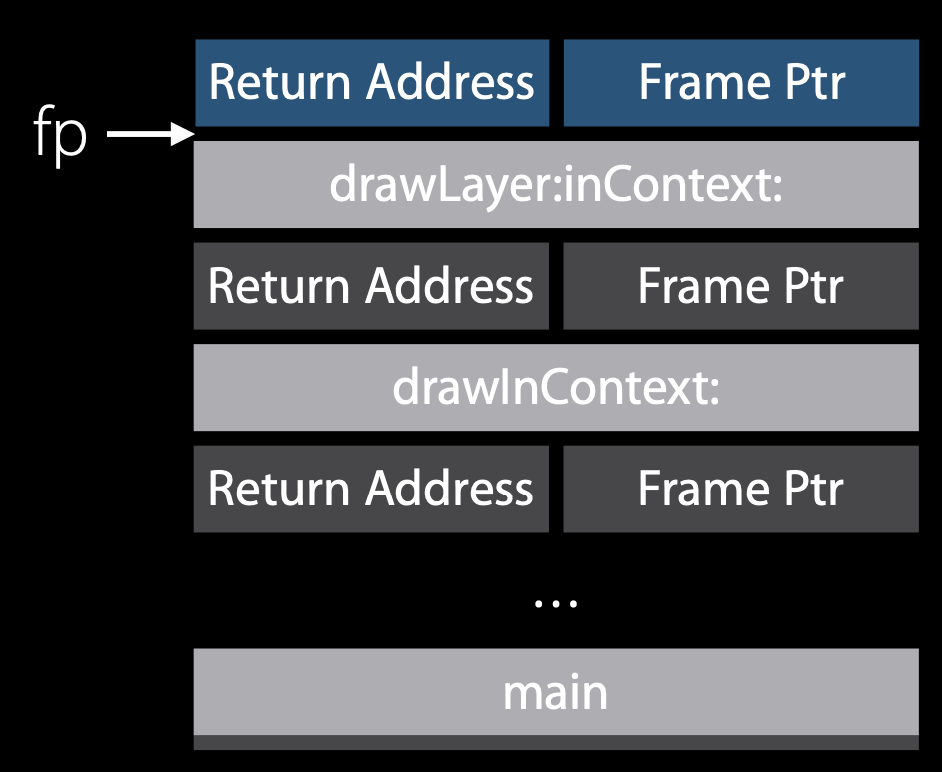 Return Address Frame Ptr
fp
drawLayer:inContext:
Return Address Frame Ptr
drawInContext:
Return Address Frame Ptr
...
main